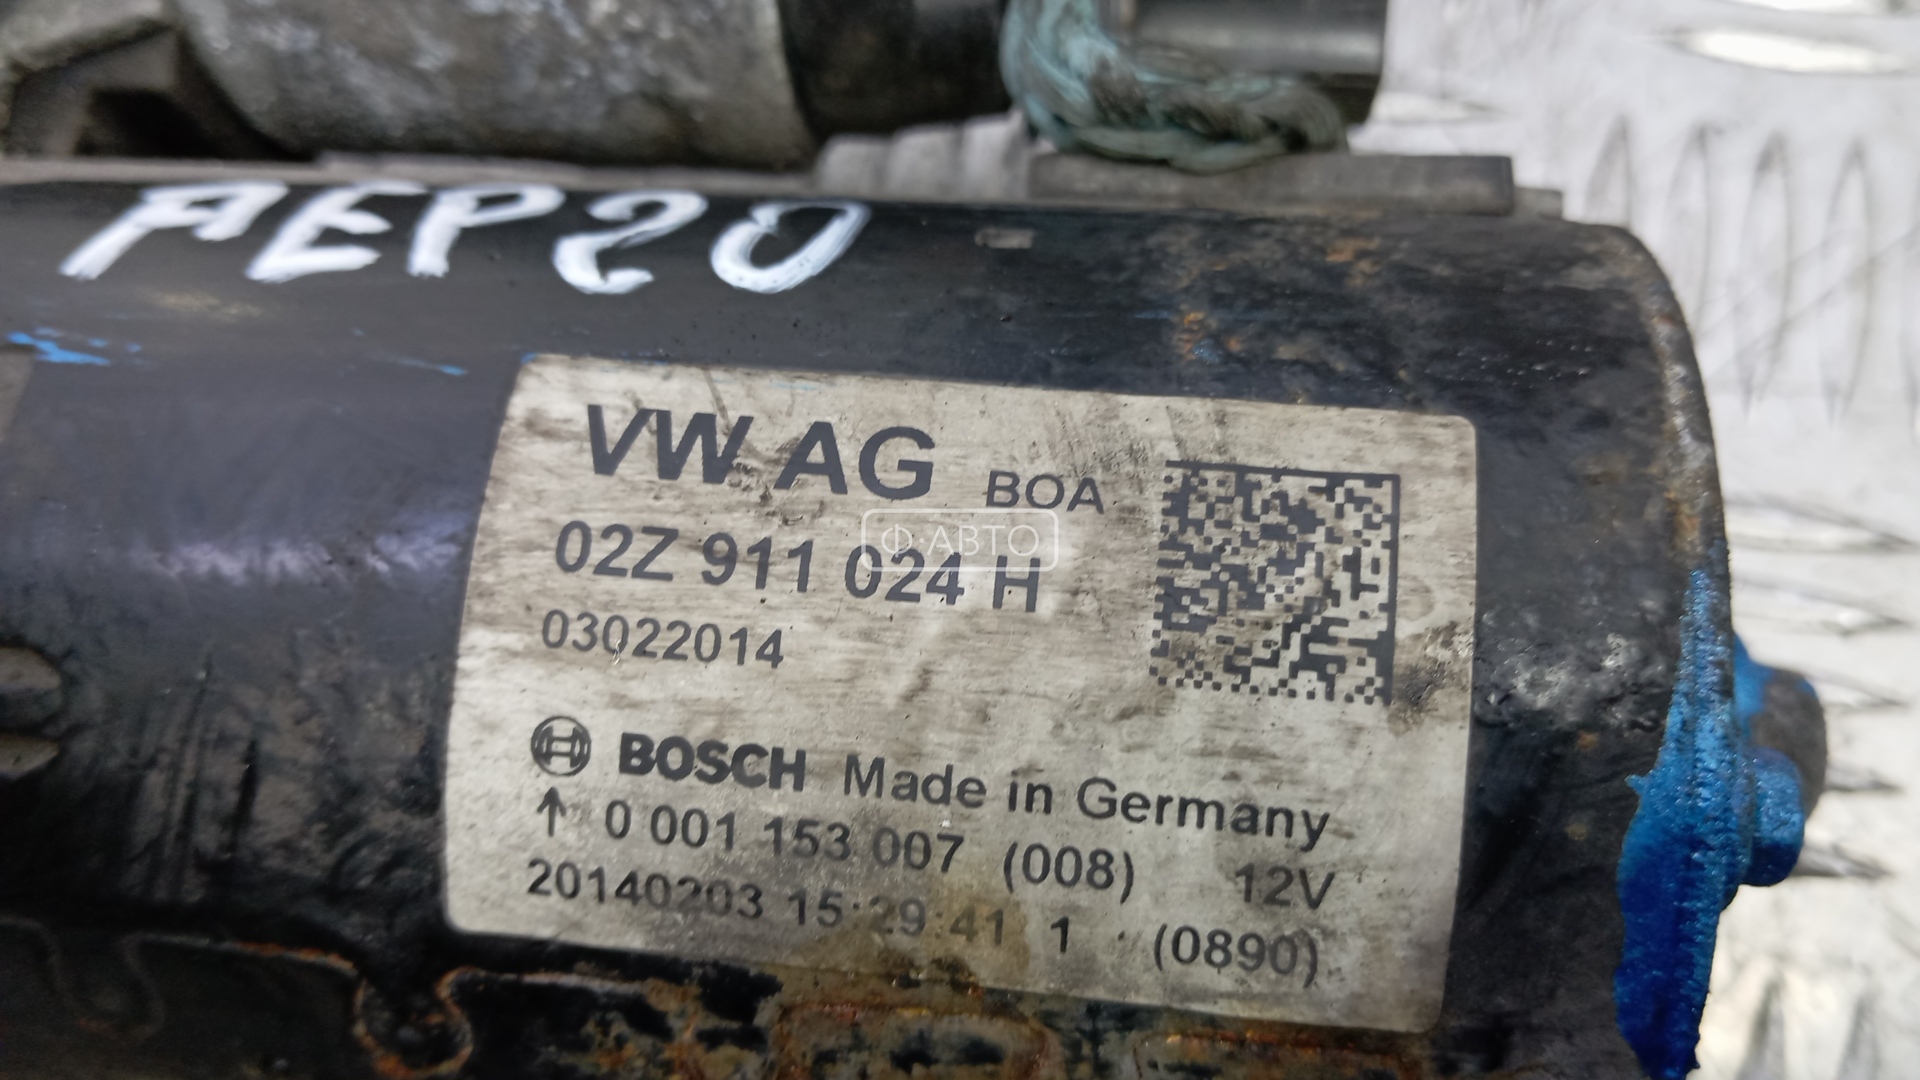 AEP20
VW AG BOA
Ф-АВТО
02Z 911 024 H
03022014
BOSCH Made in Germany
↑ 0 001 153 007 (008) 12V
20140203 15:29:41 1 (0890)